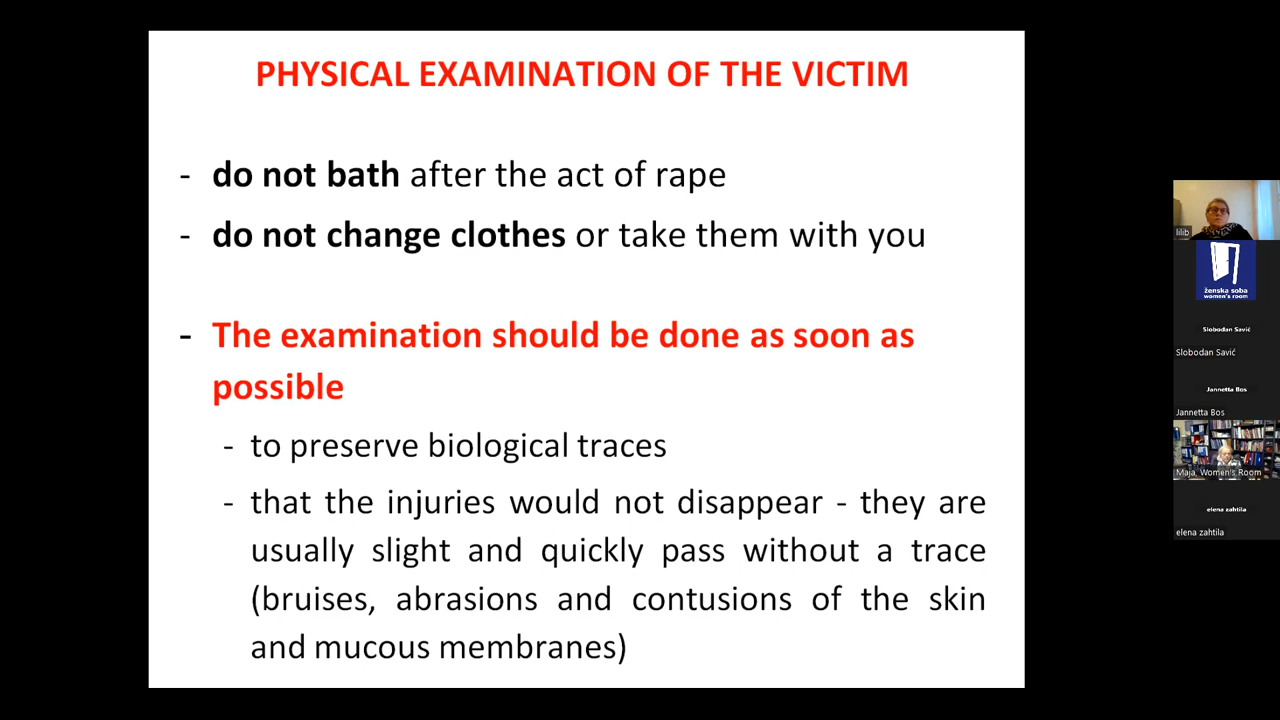 PHYSICAL EXAMINATION OF THE VICTIM
- do not bath after the act of rape
- do not change clothes or take them with you
- The examination should be done as soon as
possible
- to preserve biological traces
- that the injuries would not disappear - they are
usually slight and quickly pass without a trace
(bruises, abrasions and contusions of the skin
and mucous membranes)
lilib
ženska soba
women's room
Slobodan Savić
Slobodan Savić
Jannetta Bos
Jannetta Bos
Maja, Women's Room
elena zahtila
elena zahtila